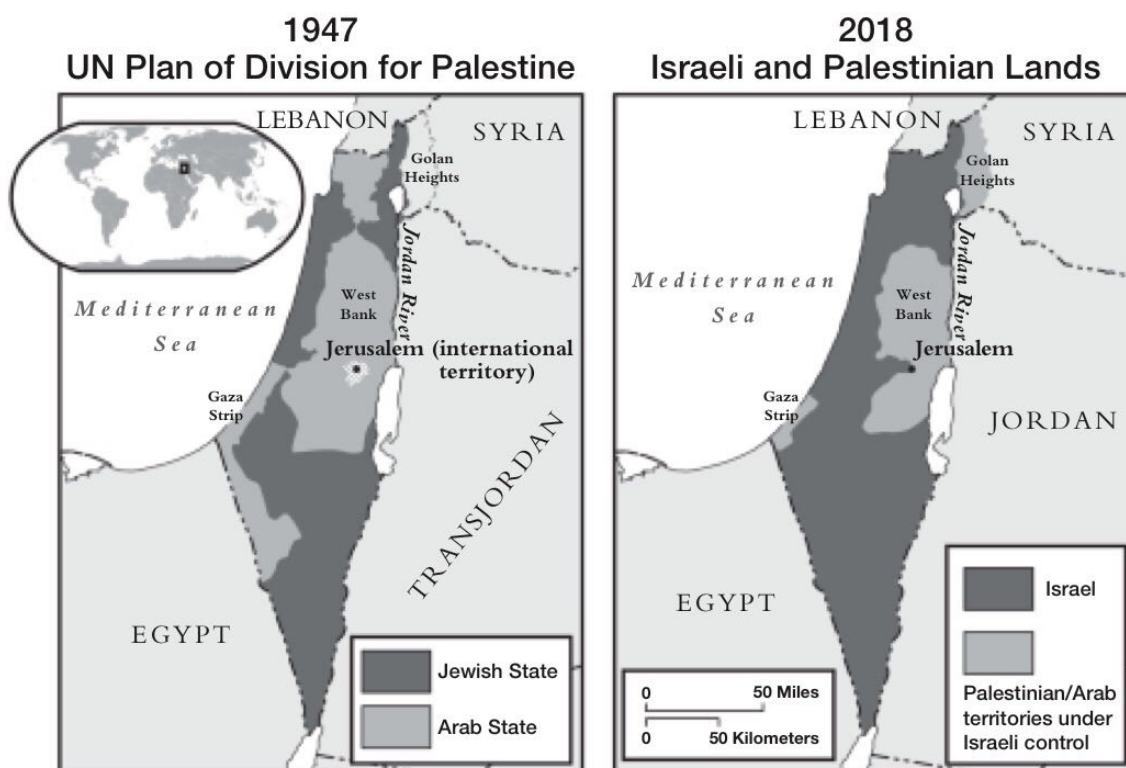 1947
UN Plan of Division for Palestine
LEBANON
SYRIA
Golan
Heights
Jordan River
Mediterranean
Sea
West
Bank
Jerusalem (international
territory)
Gaza
Strip
TRANSJORDAN
EGYPT
Jewish State
Arab State
2018
Israeli and Palestinian Lands
LEBANON
SYRIA
Golan
Heights
Jordan River
Mediterranean
Sea
West
Bank
Jerusalem
Gaza
Strip
JORDAN
EGYPT
0 50 Miles
0 50 Kilometers
Israel
Palestinian/Arab
territories under
Israeli control